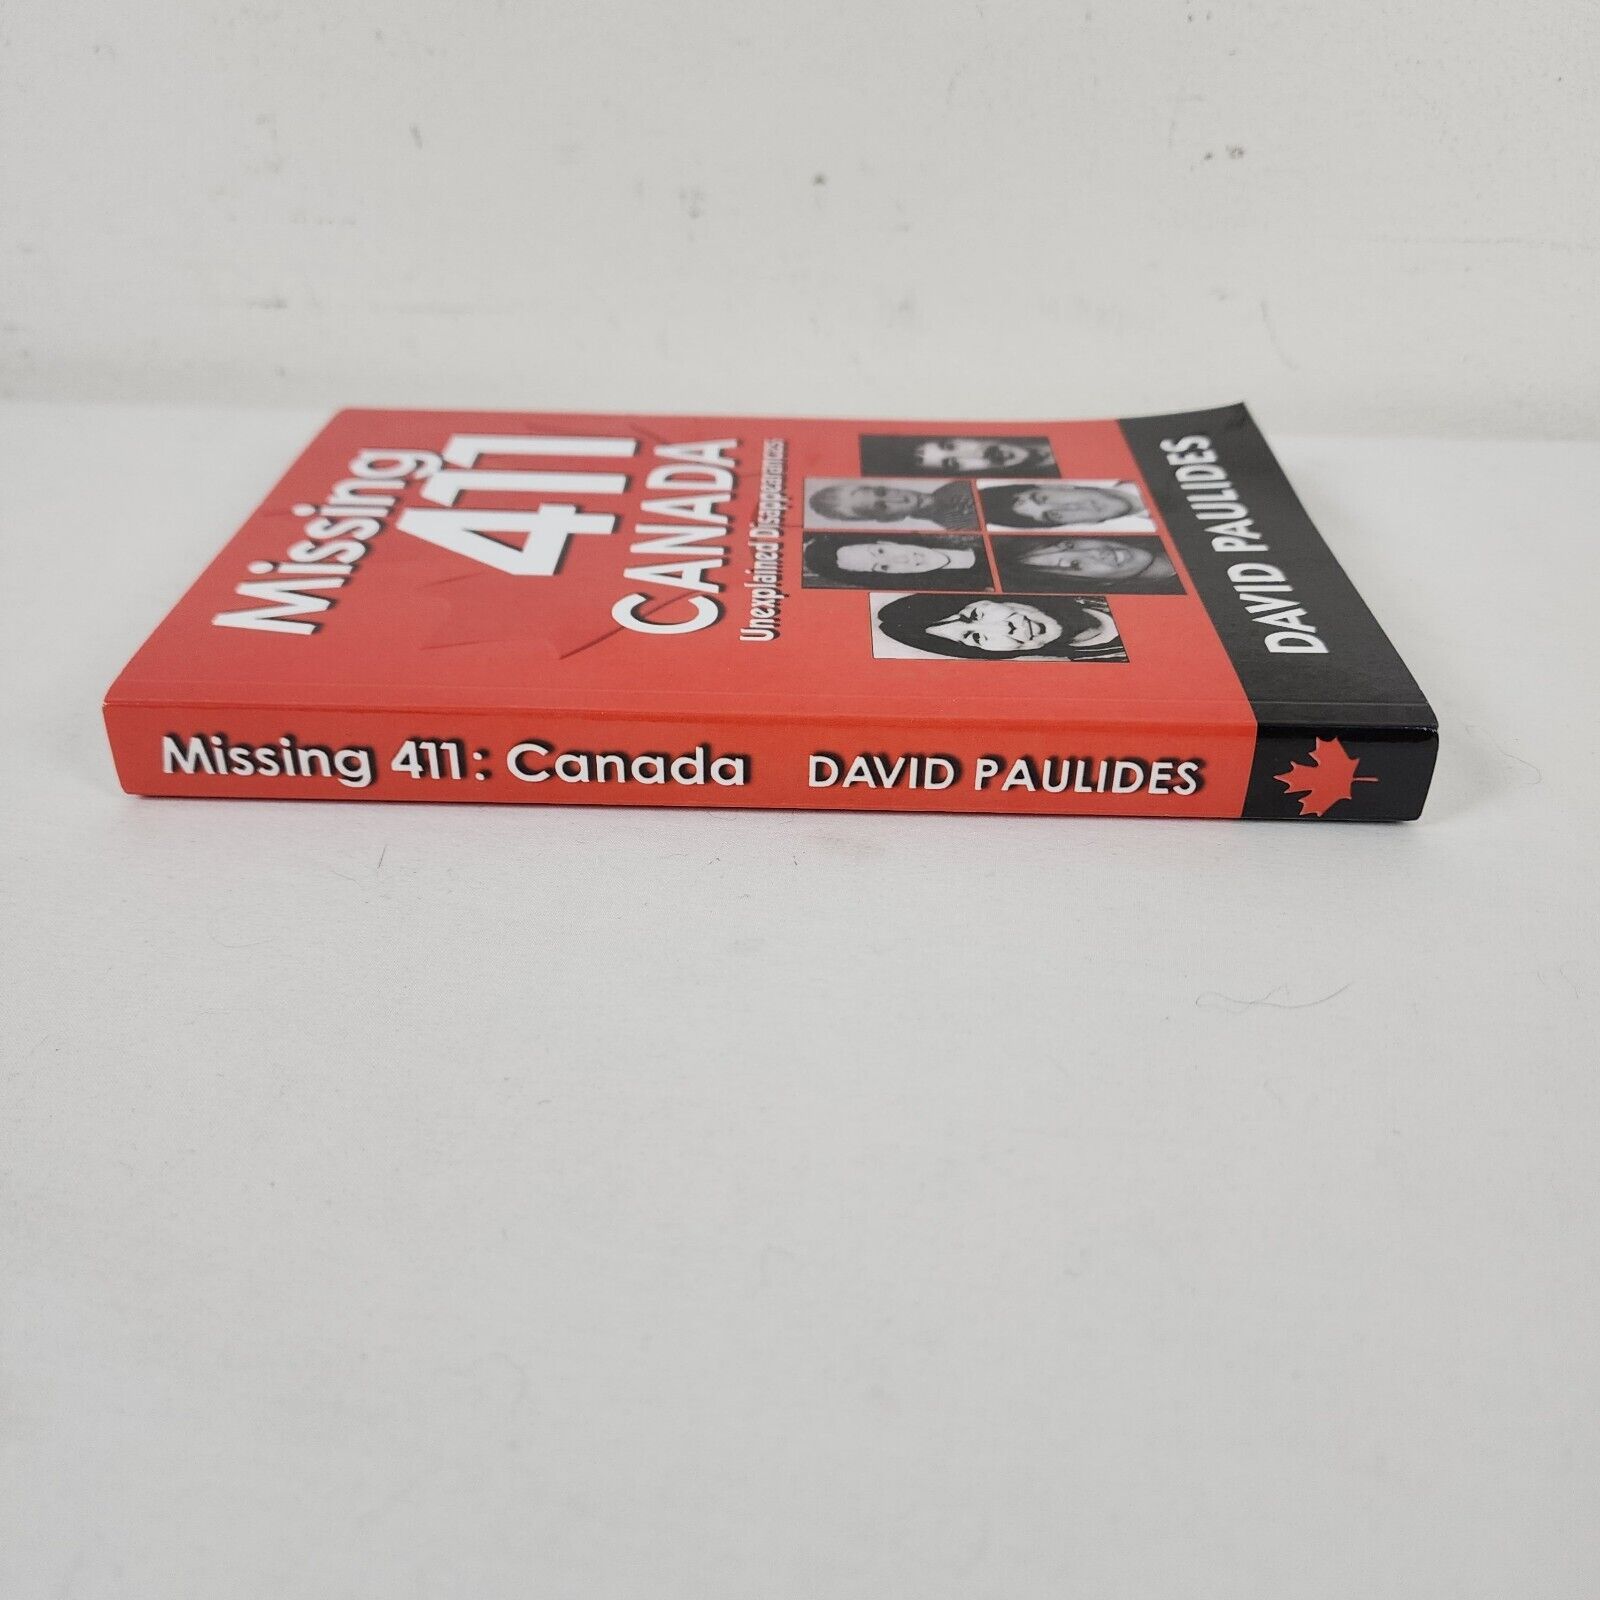 Missing
411
CANADA
Unexplained Disappearances
DAVID PAULIDES
Missing 411: Canada DAVID PAULIDES